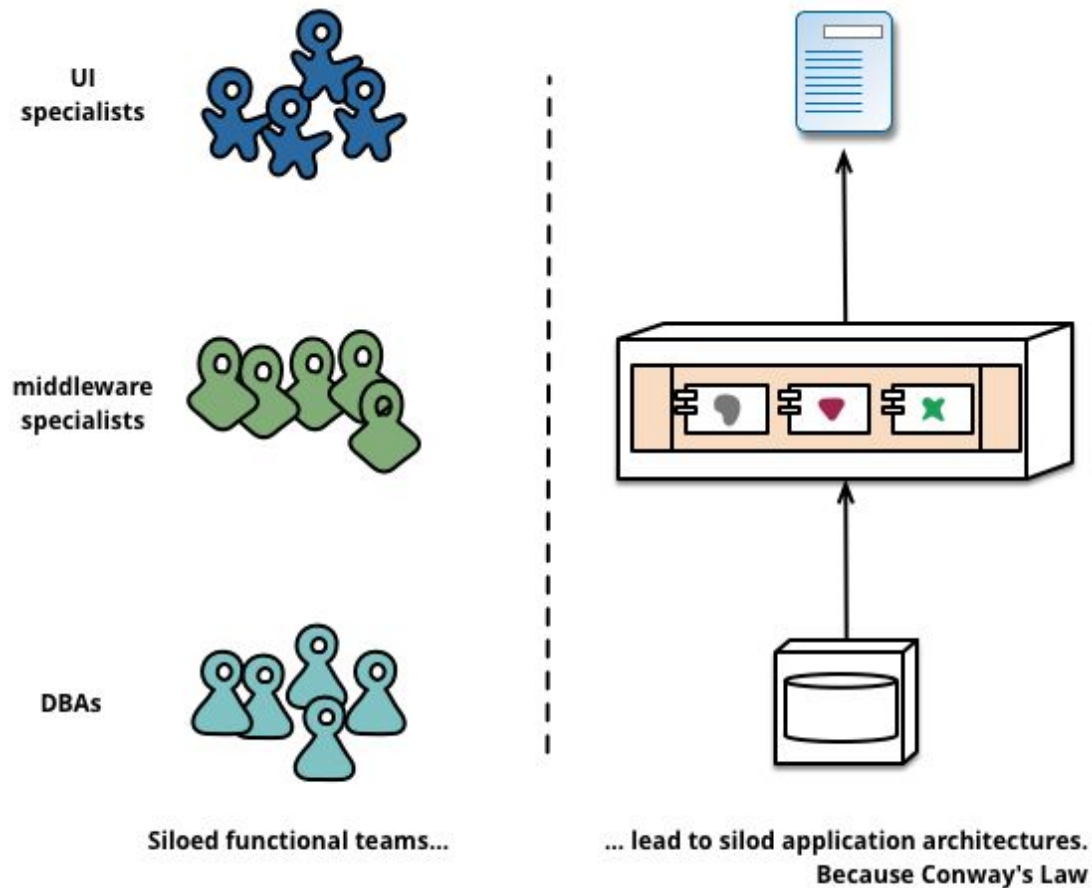 UI
specialists
middleware
specialists
DBAs
Siloed functional teams...
... lead to silod application architectures.
Because Conway's Law